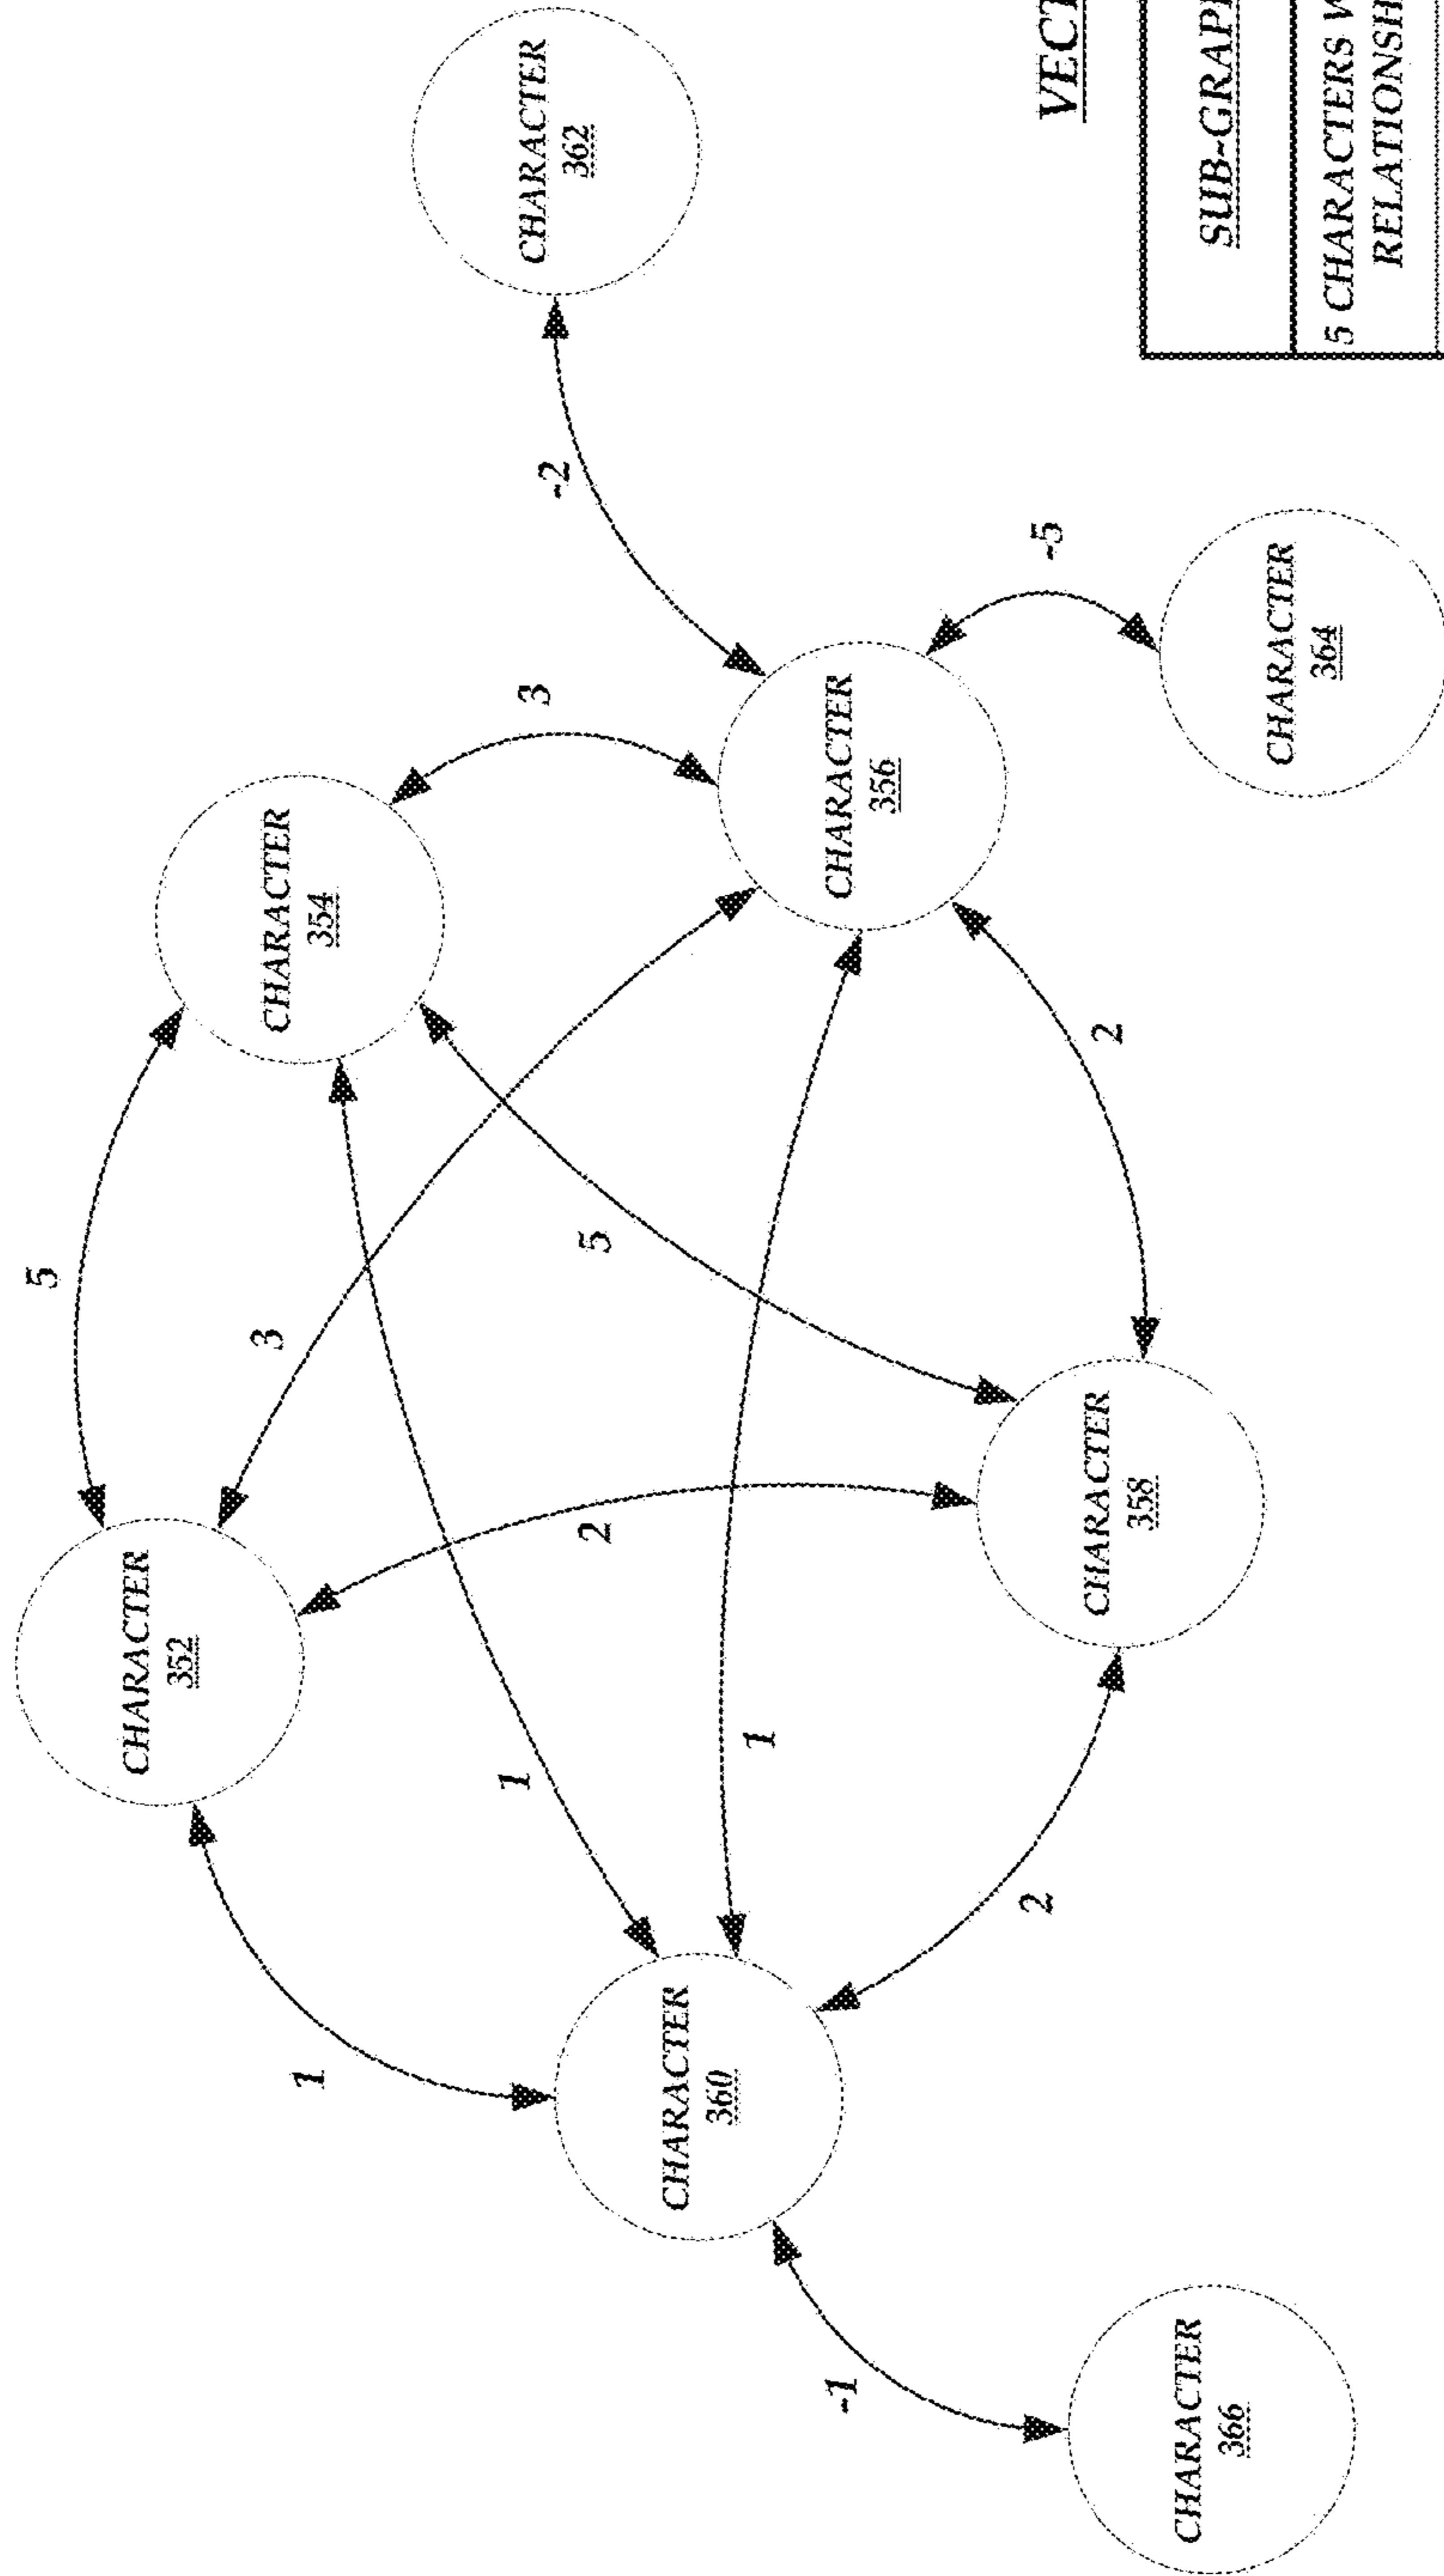 5
CHARACTER
352
3
CHARACTER
354
1
1
3
CHARACTER
362
-2
2
5
CHARACTER
360
1
CHARACTER
356
-1
2
-5
VECT
CHARACTER
358
2
CHARACTER
366
SUB-GRAP
CHARACTER
364
5 CHARACTERS W
RELATIONSH